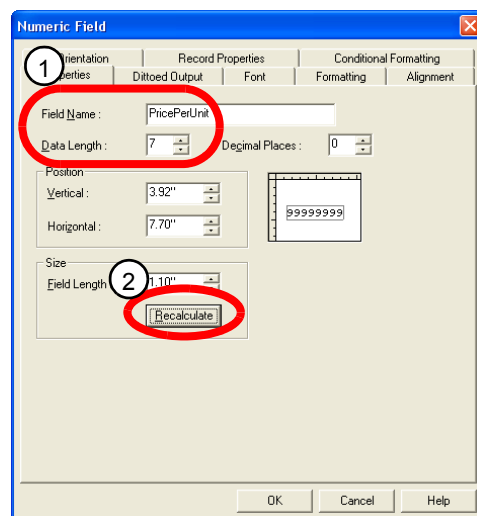 Numeric Field
Orientation Record Properties Conditional Formatting
1
perties Dittoed Output Font Formatting Alignment
Field Name : PricePerUnit
Data Length : 7 Decimal Places : 0
Position
Vertical : 3.92"
Horizontal : 7.70"
99999999
Size
2
Field Length 1.10"
Recalculate
OK Cancel Help